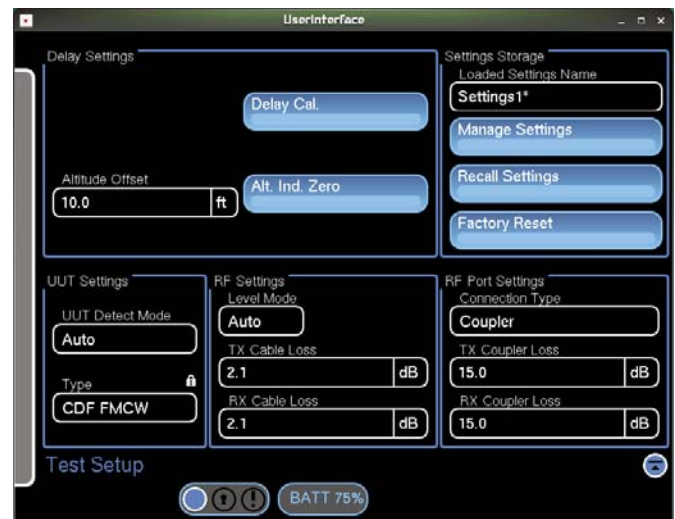 UserInterface
Delay Settings
Delay Cal.
Altitude Offset
10.0 ft
Alt. Ind. Zero
Settings Storage
Loaded Settings Name
Settings1*
Manage Settings
Recall Settings
Factory Reset
UUT Settings
UUT Detect Mode
Auto
Type
CDF FMCW
RF Settings
Level Mode
Auto
TX Cable Loss
2.1 dB
RX Cable Loss
2.1 dB
RF Port Settings
Connection Type
Coupler
TX Coupler Loss
15.0 dB
RX Coupler Loss
15.0 dB
Test Setup
BATT 75%